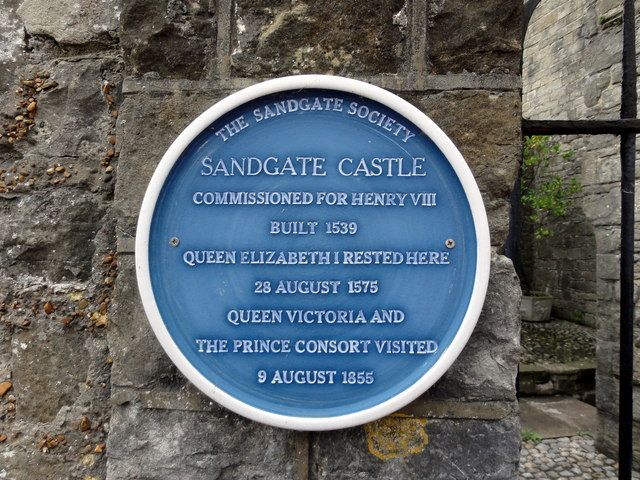 THE SANDGATE SOCIETY
SANDGATE CASTLE
COMMISSIONED FOR HENRY VIII
BUILT 1539
QUEEN ELIZABETH I RESTED HERE
28 AUGUST 1575
QUEEN VICTORIA AND
THE PRINCE CONSORT VISITED
9 AUGUST 1855